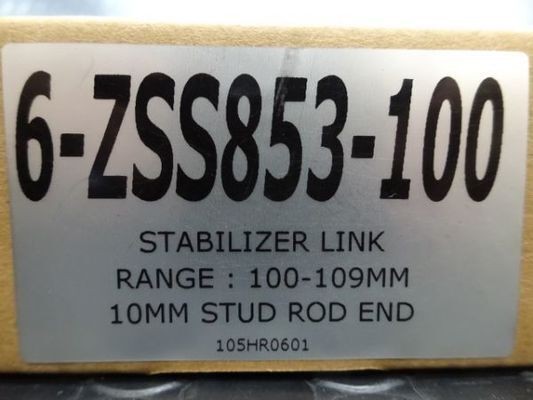 6-ZSS853-100
STABILIZER LINK
RANGE : 100-109MM
10MM STUD ROD END
105HR0601